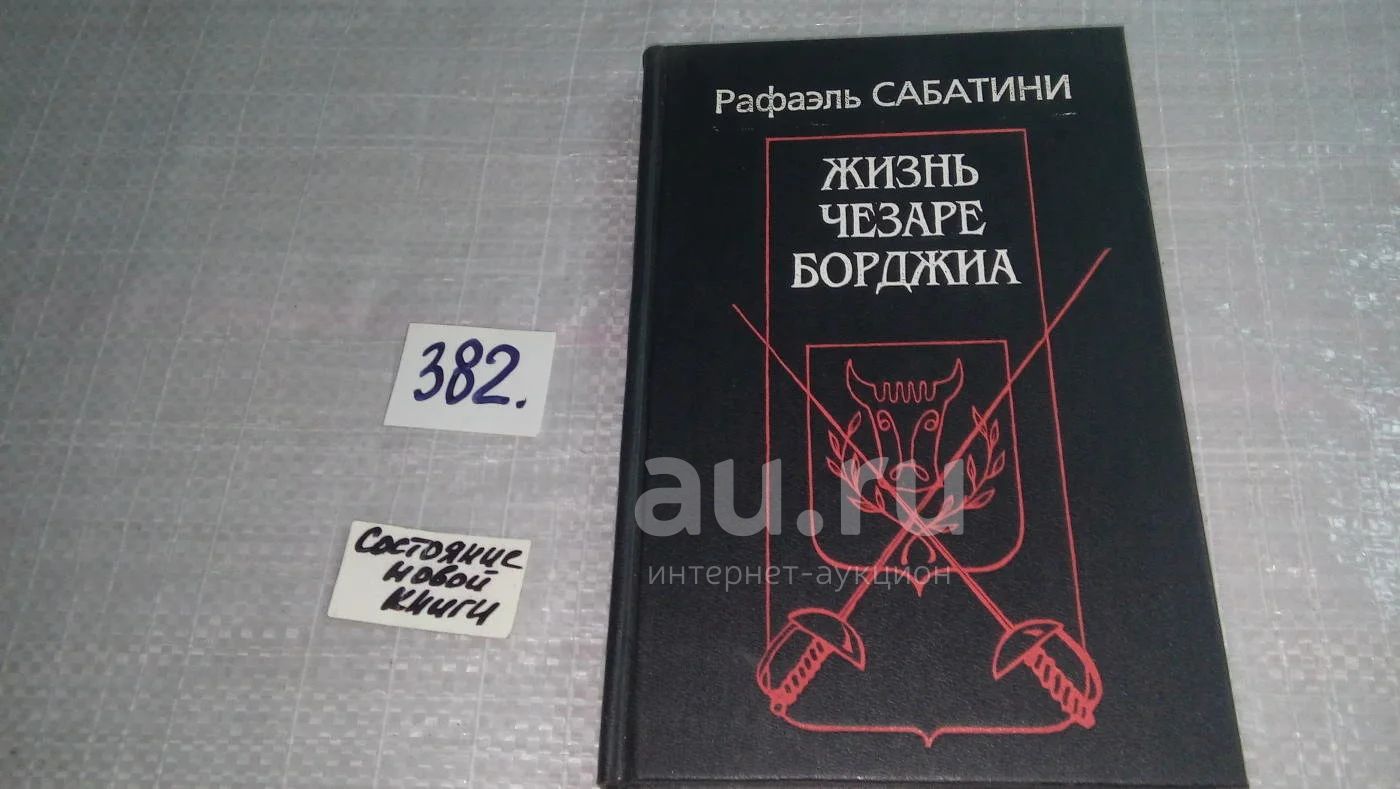 Рафаэль САБАТИНИ
ЖИЗНЬ
ЧЕЗАРЕ
БОРДЖИА
382.
Состояние
новой
книги
au.ru
интернет-аукцион